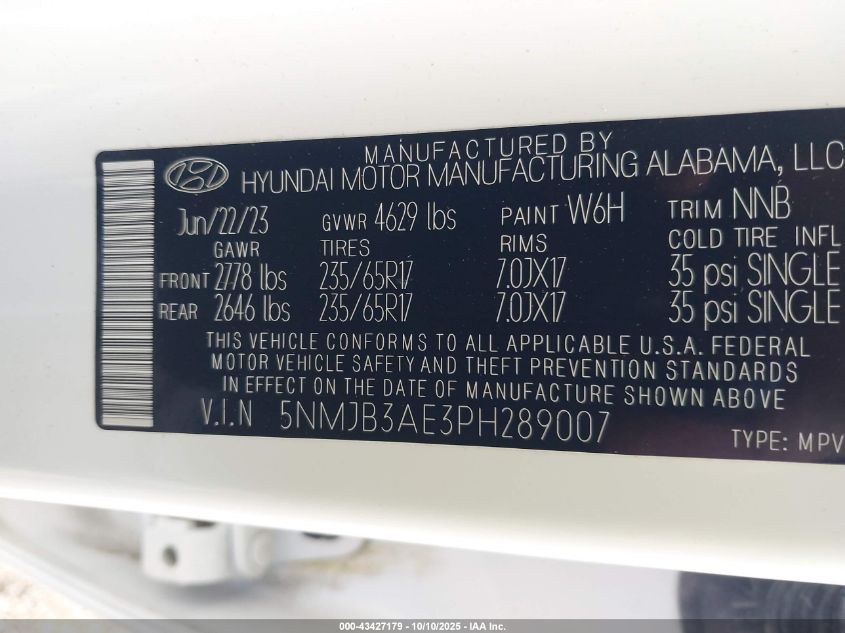 MANUFACTURED BY
HYUNDAI MOTOR MANUFACTURING ALABAMA, LLC
Jun/22/23 GVWR 4629 lbs PAINT W6H TRIM NNB
GAWR TIRES RIMS COLD TIRE INFL
FRONT 2778 lbs 235/65R17 7.0JX17 35 psi SINGLE
REAR 2646 lbs 235/65R17 7.0JX17 35 psi SINGLE
THIS VEHICLE CONFORMS TO ALL APPLICABLE U.S.A. FEDERAL
MOTOR VEHICLE SAFETY AND THEFT PREVENTION STANDARDS
IN EFFECT ON THE DATE OF MANUFACTURE SHOWN ABOVE.
V.I.N 5NMJB3AE3PH289007
TYPE: MPV
000-43427179 - 10/10/2025 - IAA Inc.